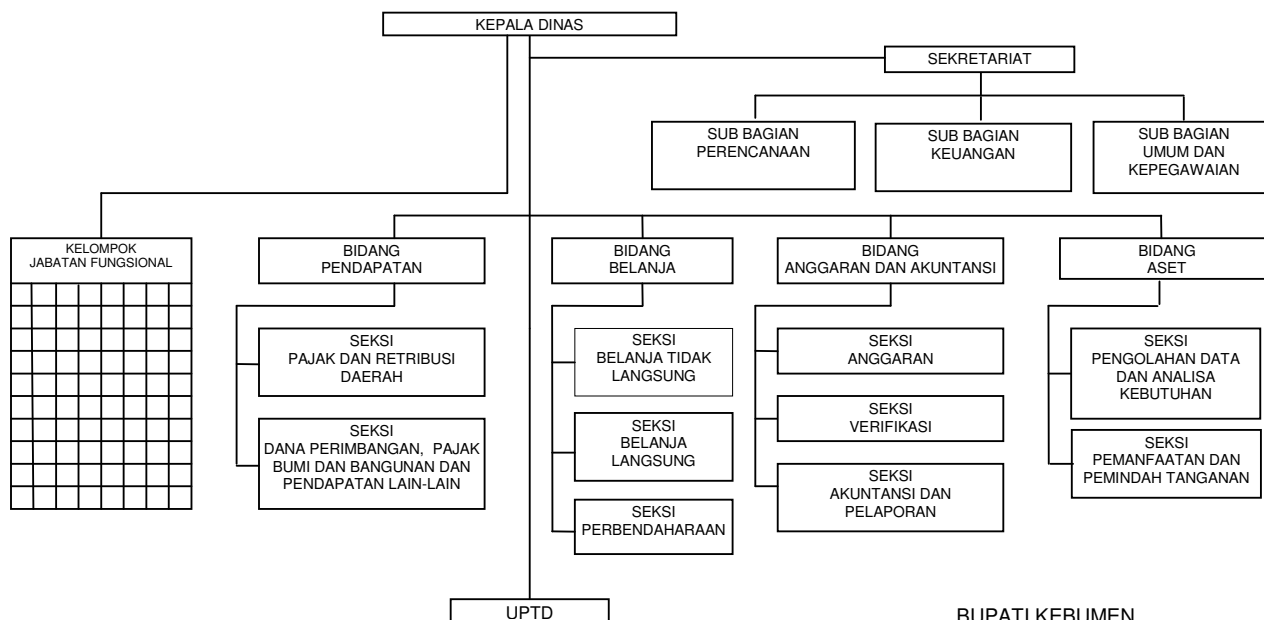 KEPALA DINAS
SEKRETARIAT
SUB BAGIAN
PERENCANAAN
SUB BAGIAN
KEUANGAN
SUB BAGIAN
UMUM DAN
KEPEGAWAIAN
KELOMPOK
JABATAN FUNGSIONAL
BIDANG
PENDAPATAN
BIDANG
BELANJA
BIDANG
ANGGARAN DAN AKUNTANSI
BIDANG
ASET
SEKSI
PAJAK DAN RETRIBUSI
DAERAH
SEKSI
DANA PERIMBANGAN, PAJAK
BUMI DAN BANGUNAN DAN
PENDAPATAN LAIN-LAIN
SEKSI
BELANJA TIDAK
LANGSUNG
SEKSI
BELANJA
LANGSUNG
SEKSI
PERBENDAHARAAN
SEKSI
ANGGARAN
SEKSI
VERIFIKASI
SEKSI
AKUNTANSI DAN
PELAPORAN
SEKSI
PENGOLAHAN DATA
DAN ANALISA
KEBUTUHAN
SEKSI
PEMANFAATAN DAN
PEMINDAH TANGANAN
UPTD
BUPATI KEBUMEN